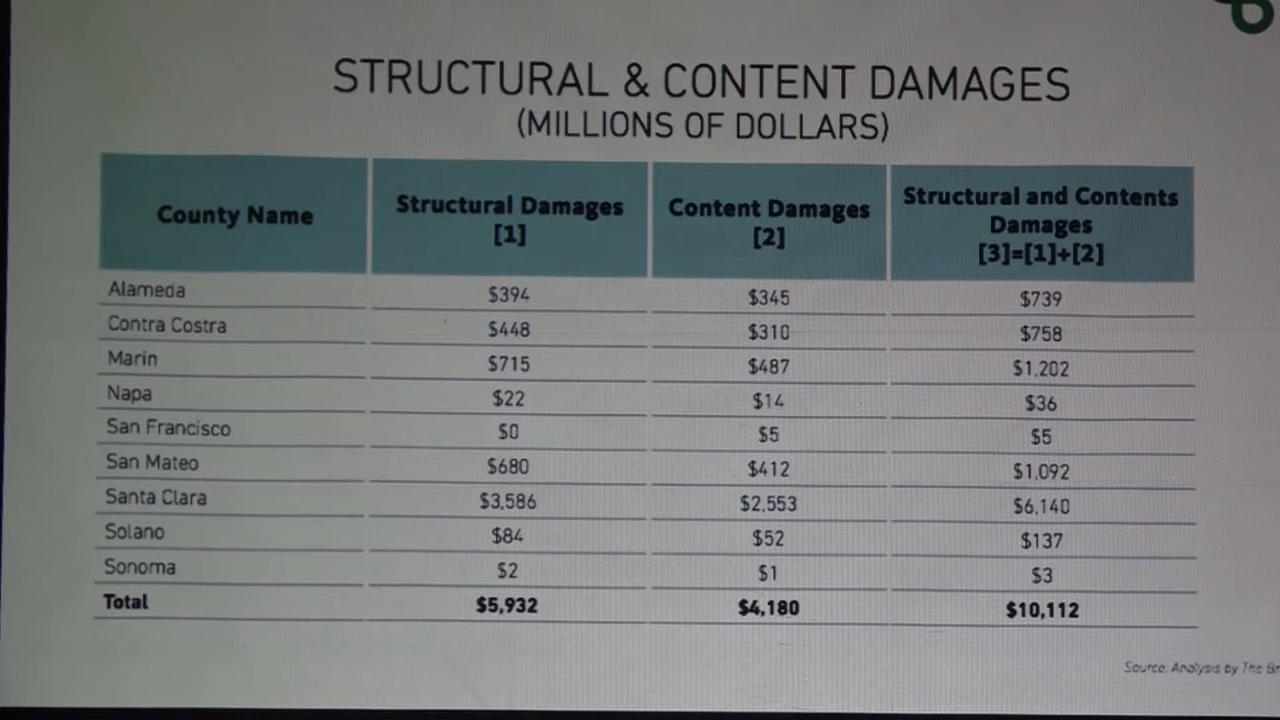 STRUCTURAL & CONTENT DAMAGES
(MILLIONS OF DOLLARS)
County Name Structural Damages [1] Content Damages [2] Structural and Contents Damages [3]=[1]+[2]
Alameda $394 $345 $739
Contra Costra $448 $310 $758
Marin $715 $487 $1,202
Napa $22 $14 $36
San Francisco $0 $5 $5
San Mateo $680 $412 $1,092
Santa Clara $3,586 $2,553 $6,140
Solano $84 $52 $137
Sonoma $2 $1 $3
Total $5,932 $4,180 $10,112
Source: Analysis by The